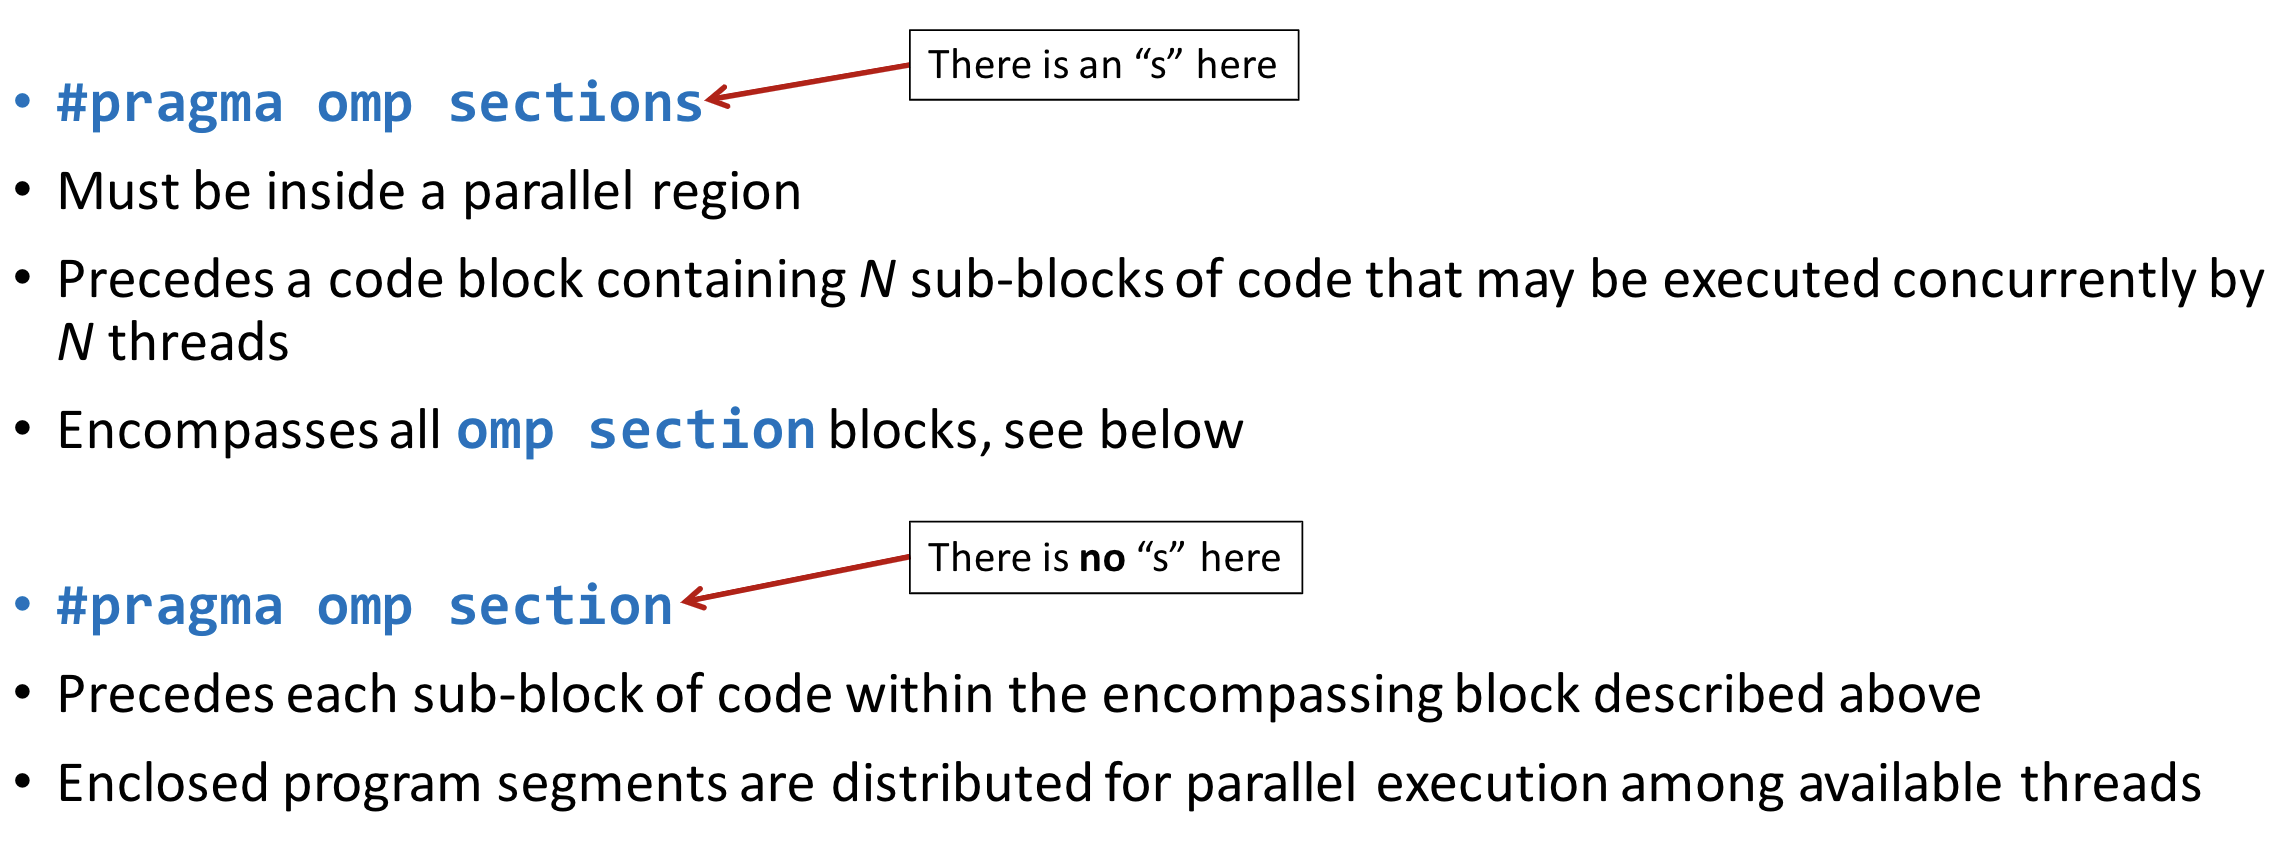 There is an “s” here
• #pragma omp sections
• Must be inside a parallel region
• Precedes a code block containing N sub-blocks of code that may be executed concurrently by
N threads
• Encompasses all omp section blocks, see below
There is no “s” here
• #pragma omp section
• Precedes each sub-block of code within the encompassing block described above
• Enclosed program segments are distributed for parallel execution among available threads